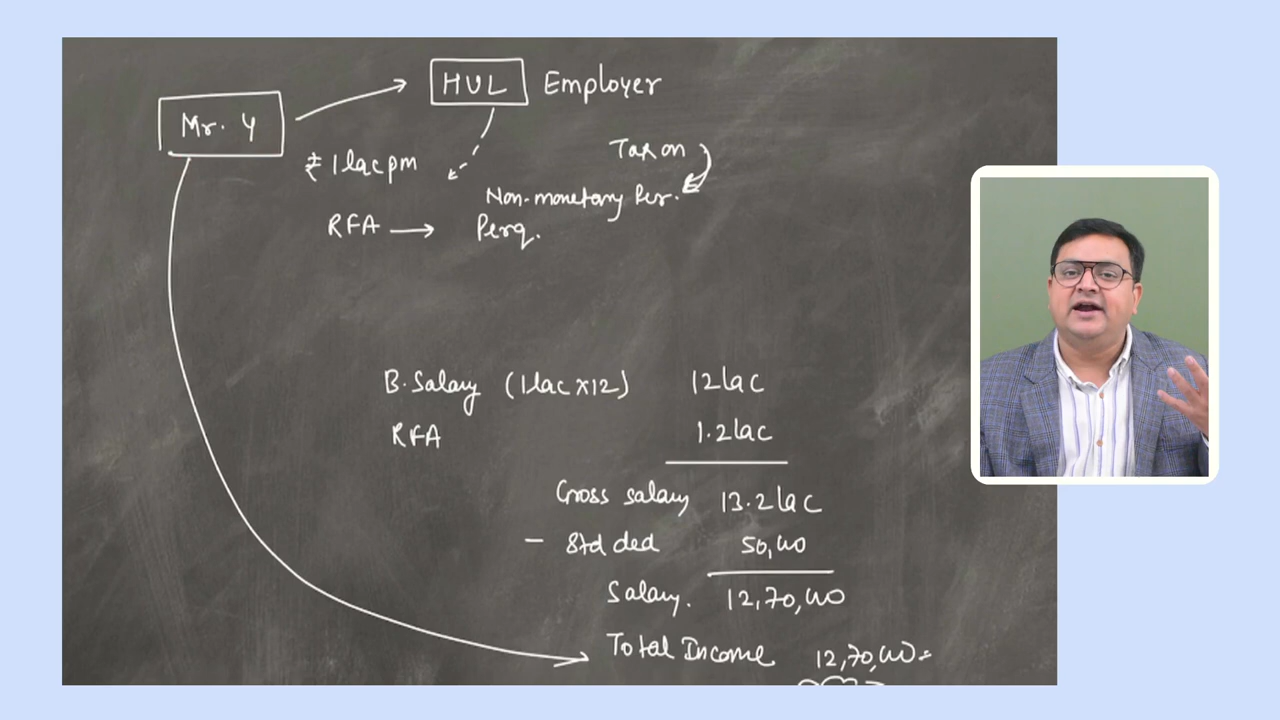 HUL Employer
Mr. Y
₹ 1 lac pm
Tax on
Non-monetary Per.
RFA → Perq.
B. Salary (1 lac x 12) 12 lac
RFA 1.2 lac
Gross salary 13.2 lac
- Std ded 50,000
Salary. 12,70,000
Total Income 12,70,000=